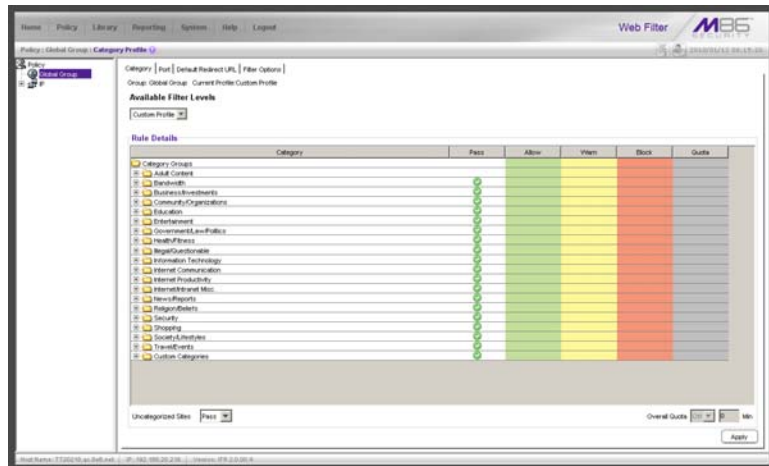 Home Policy Library Reporting System Help Logout
Web Filter
M86 SECURITY
Policy : Global Group : Category Profile
Policy
Global Group
IP
Category Port Default Redirect URL Filter Options
Group: Global Group Current Profile:Custom Profile
Available Filter Levels
Custom Profile
Rule Details
Category Pass Allow Warn Block Quota
Category Groups
Adult Content
Bandwidth
Business/Investments
Community/Organizations
Education
Entertainment
Government/Law/Politics
Health/Fitness
Illegal/Questionable
Information Technology
Internet Communication
Internet Productivity
Internet/Intranet Misc.
News/Reports
Religion/Beliefs
Security
Shopping
Society/Lifestyles
Travel/Events
Custom Categories
Uncategorized Sites Pass
Overall Quota Min
Apply
Host Name: